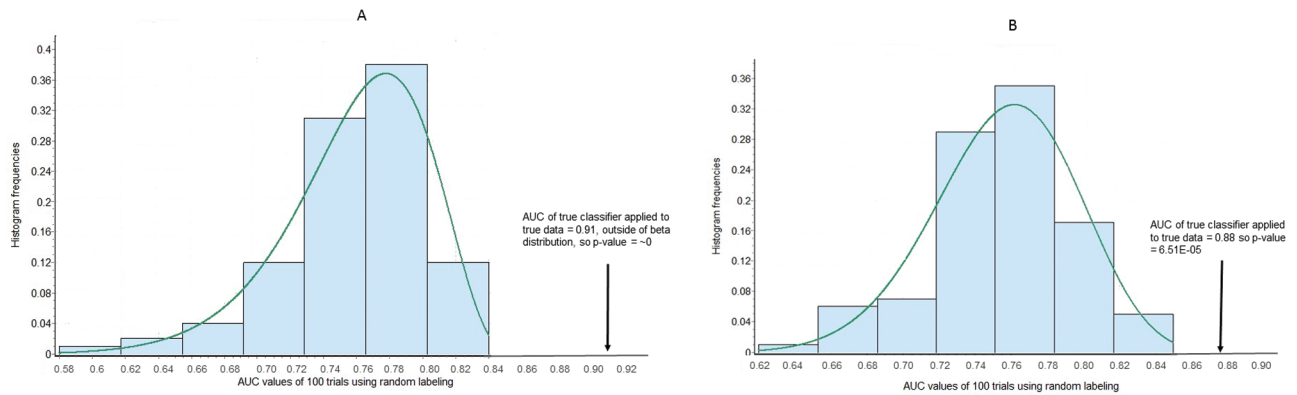 A
0.4
0.36
0.32
0.28
0.24
0.2
0.16
0.12
0.08
0.04
0
Histogram frequencies
AUC of true classifier applied to
true data = 0.91, outside of beta
distribution, so p-value = ~0
0.58 0.6 0.62 0.64 0.66 0.68 0.70 0.72 0.74 0.76 0.78 0.80 0.82 0.84 0.86 0.88 0.90 0.92
AUC values of 100 trials using random labeling
B
0.36
0.32
0.28
0.24
0.2
0.16
0.12
0.08
0.04
0
Histogram frequencies
AUC of true classifier applied
to true data = 0.88 so p-value
= 6.51E-05
0.62 0.64 0.66 0.68 0.70 0.72 0.74 0.76 0.78 0.80 0.82 0.84 0.86 0.88 0.90
AUC values of 100 trials using random labeling